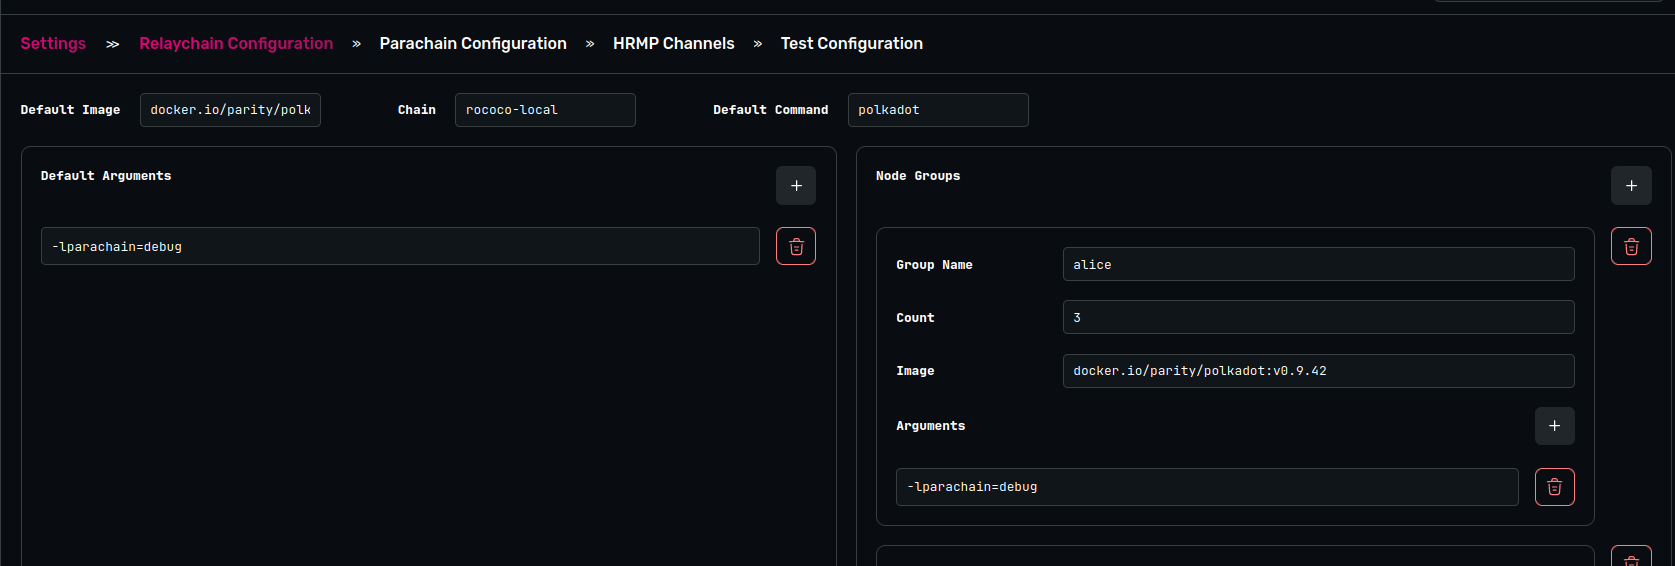 Settings >> Relaychain Configuration » Parachain Configuration » HRMP Channels » Test Configuration
Default Image docker.io/parity/polk Chain rococo-local Default Command polkadot
Default Arguments +
-lparachain=debug
Node Groups +
Group Name alice
Count 3
Image docker.io/parity/polkadot:v0.9.42
Arguments +
-lparachain=debug